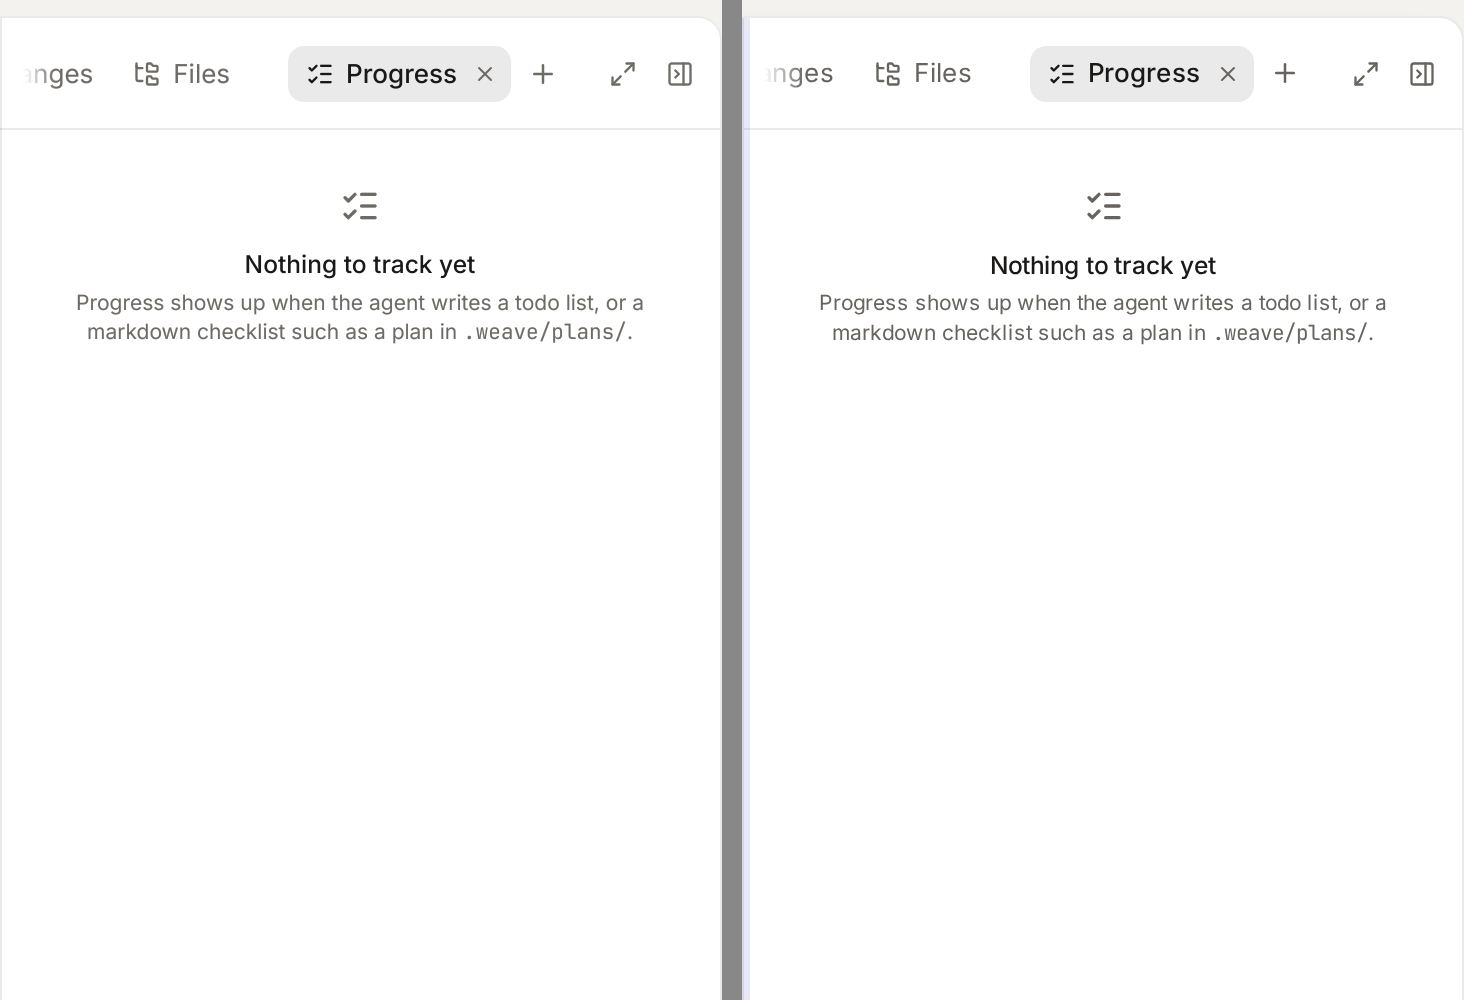 anges Files Progress
Nothing to track yet
Progress shows up when the agent writes a todo list, or a
markdown checklist such as a plan in .weave/plans/.
anges Files Progress
Nothing to track yet
Progress shows up when the agent writes a todo list, or a
markdown checklist such as a plan in .weave/plans/.